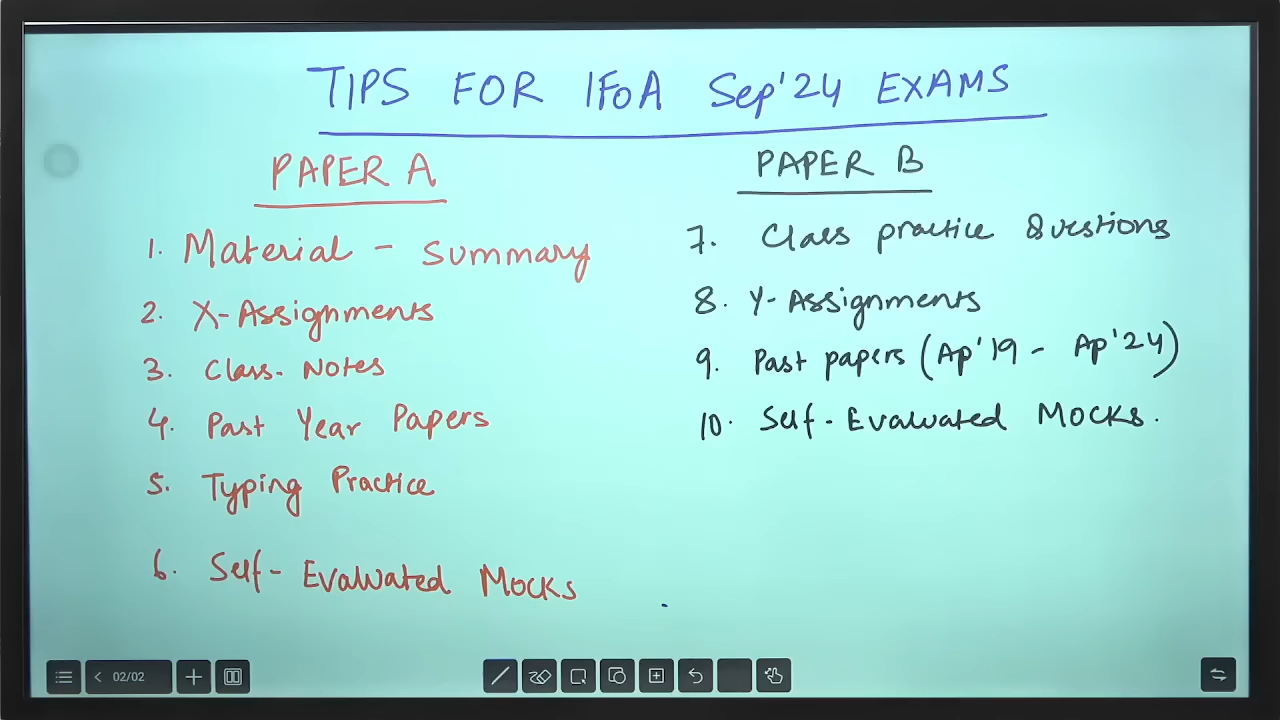 TIPS FOR IFoA Sep'24 EXAMS
PAPER A
1. Material - Summary
2. X-Assignments
3. Class-Notes
4. Past Year Papers
5. Typing Practice
6. Self-Evaluated Mocks
PAPER B
7. Class practice Questions
8. Y-Assignments
9. Past papers (Ap'19 - Ap'24)
10. Self-Evaluated Mocks.
02/02